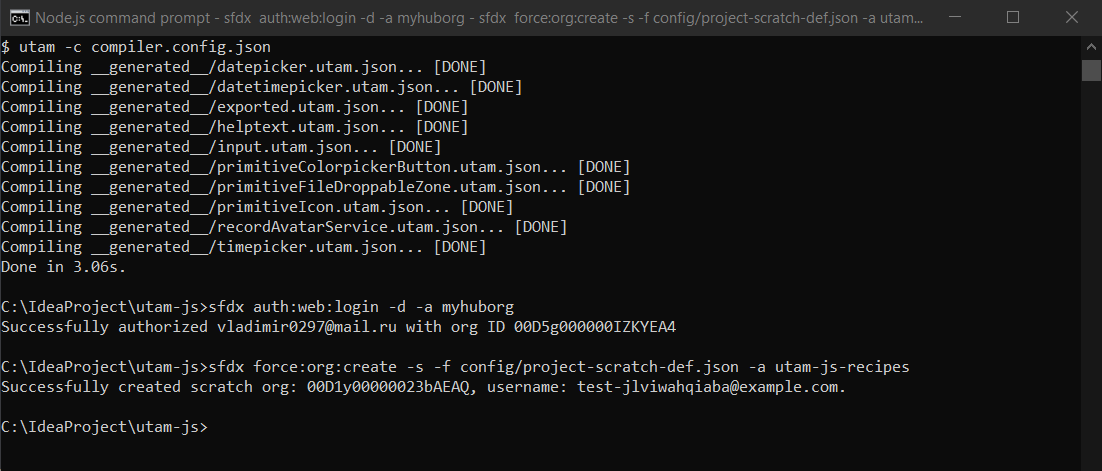 Node.js command prompt - sfdx auth:web:login -d -a myhuborg - sfdx force:org:create -s -f config/project-scratch-def.json -a utam...
$ utam -c compiler.config.json
Compiling __generated__/datepicker.utam.json... [DONE]
Compiling __generated__/datetimepicker.utam.json... [DONE]
Compiling __generated__/exported.utam.json... [DONE]
Compiling __generated__/helptext.utam.json... [DONE]
Compiling __generated__/input.utam.json... [DONE]
Compiling __generated__/primitiveColorpickerButton.utam.json... [DONE]
Compiling __generated__/primitiveFileDroppableZone.utam.json... [DONE]
Compiling __generated__/primitiveIcon.utam.json... [DONE]
Compiling __generated__/recordAvatarService.utam.json... [DONE]
Compiling __generated__/timepicker.utam.json... [DONE]
Done in 3.06s.
C:\IdeaProject\utam-js>sfdx auth:web:login -d -a myhuborg
Successfully authorized vladimir0297@mail.ru with org ID 00D5g000000IZKYEA4
C:\IdeaProject\utam-js>sfdx force:org:create -s -f config/project-scratch-def.json -a utam-js-recipes
Successfully created scratch org: 00D1y00000023bAEAQ, username: test-jlviwahqiaba@example.com.
C:\IdeaProject\utam-js>